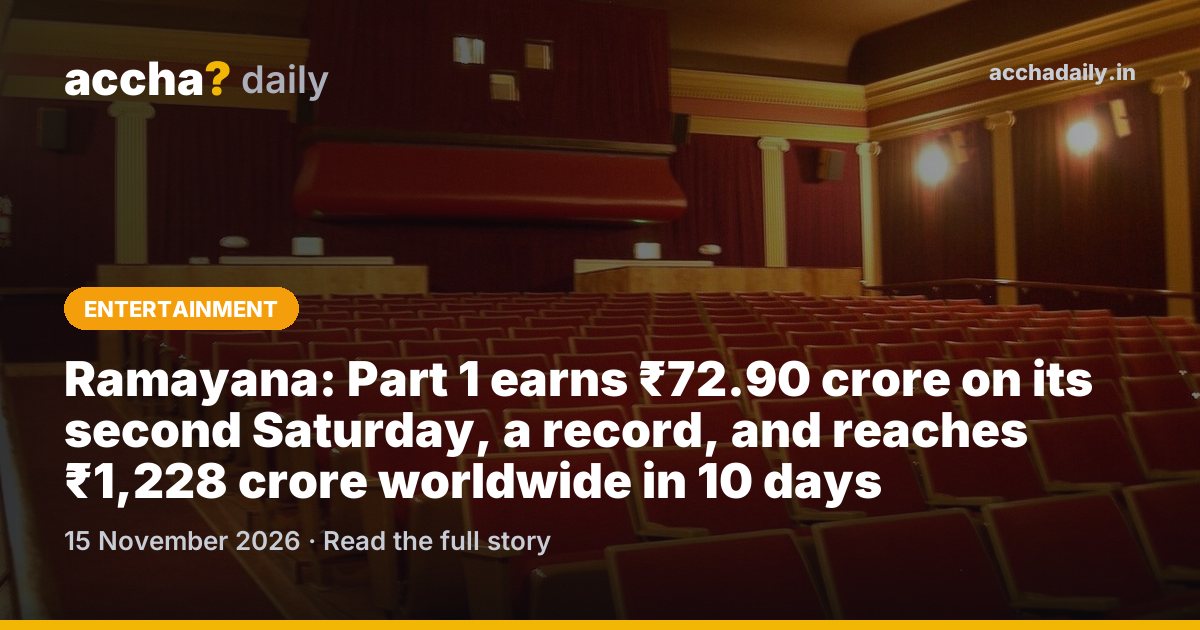 accha? daily
acchadaily.in
ENTERTAINMENT
Ramayana: Part 1 earns ₹72.90 crore on its
second Saturday, a record, and reaches
₹1,228 crore worldwide in 10 days
15 November 2026 · Read the full story